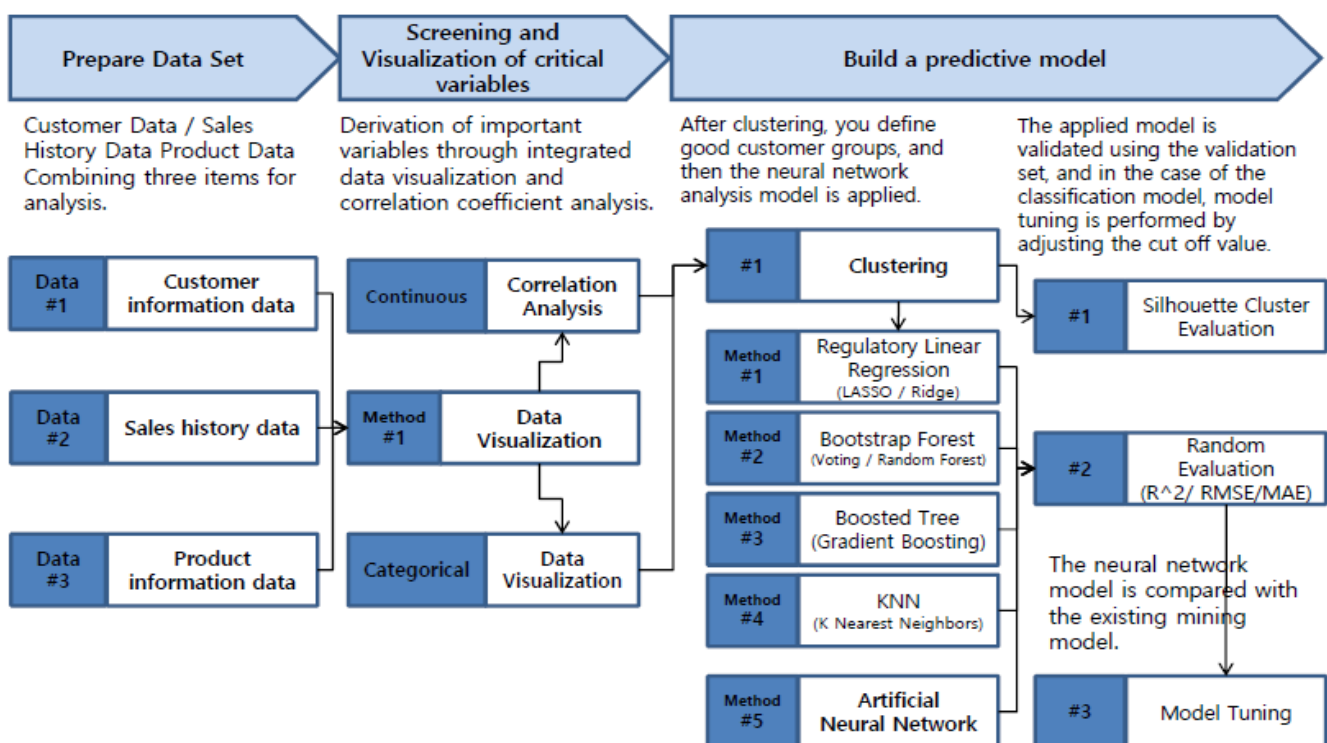 Prepare Data Set
Screening and
Visualization of critical
variables
Build a predictive model
Customer Data / Sales
History Data Product Data
Combining three items for
analysis.
Derivation of important
variables through integrated
data visualization and
correlation coefficient analysis.
After clustering, you define
good customer groups, and
then the neural network
analysis model is applied.
The applied model is
validated using the validation
set, and in the case of the
classification model, model
tuning is performed by
adjusting the cut off value.
Data
#1
Customer
information data
Data
#2
Sales history data
Data
#3
Product
information data
Continuous
Correlation
Analysis
Method
#1
Data
Visualization
Categorical
Data
Visualization
#1
Clustering
Method
#1
Regulatory Linear
Regression
(LASSO / Ridge)
Method
#2
Bootstrap Forest
(Voting / Random Forest)
Method
#3
Boosted Tree
(Gradient Boosting)
Method
#4
KNN
(K Nearest Neighbors)
Method
#5
Artificial
Neural Network
#1
Silhouette Cluster
Evaluation
#2
Random
Evaluation
(R^2/ RMSE/MAE)
The neural network
model is compared with
the existing mining
model.
#3
Model Tuning